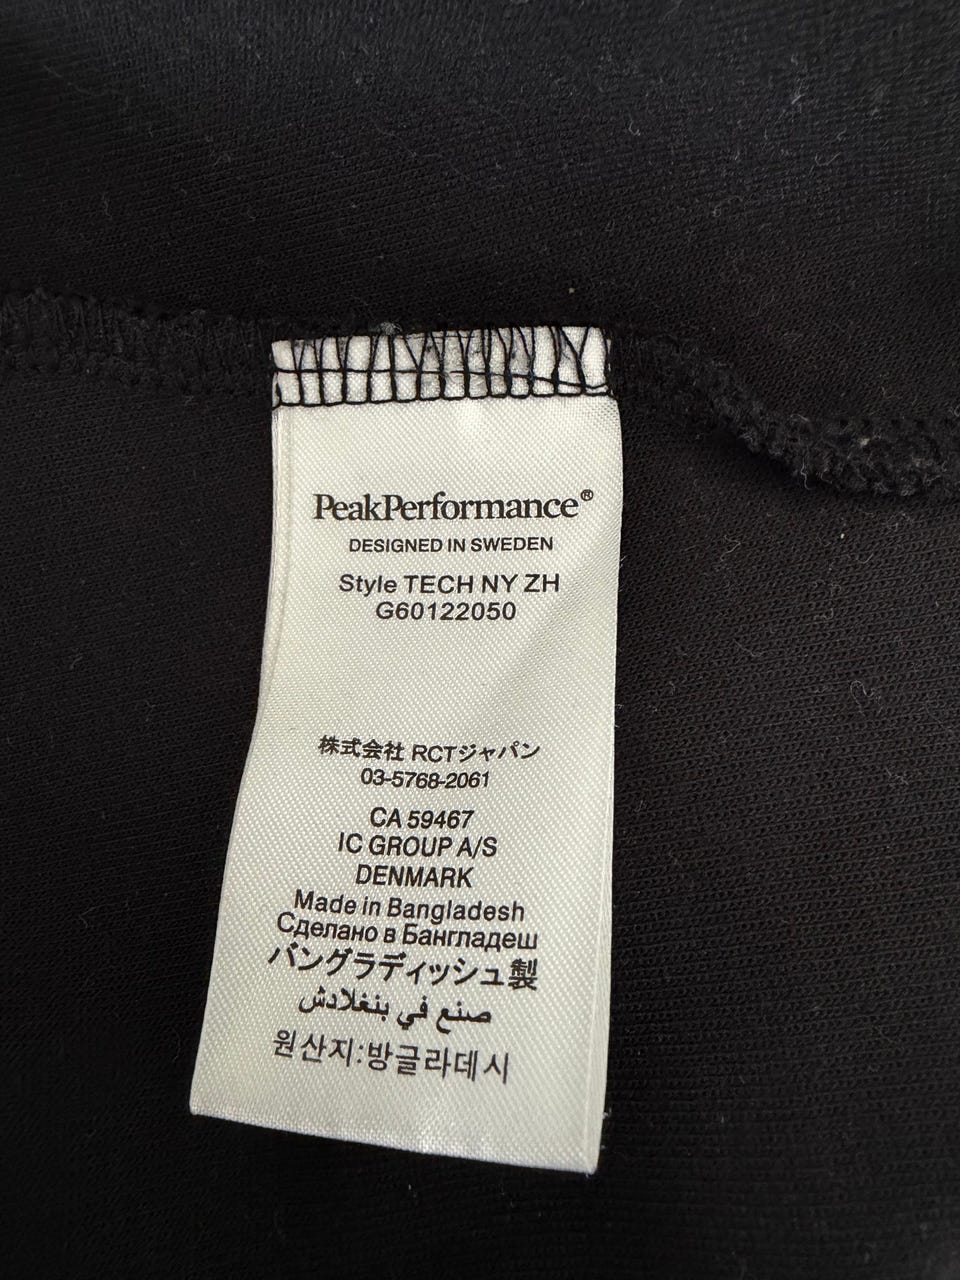 PeakPerformance®
DESIGNED IN SWEDEN
Style TECH NY ZH
G60122050
株式会社 RCTジャパン
03-5768-2061
CA 59467
IC GROUP A/S
DENMARK
Made in Bangladesh
Сделано в Бангладеш
バングラディッシュ製
صنع في بنغلادش
원산지:방글라데시